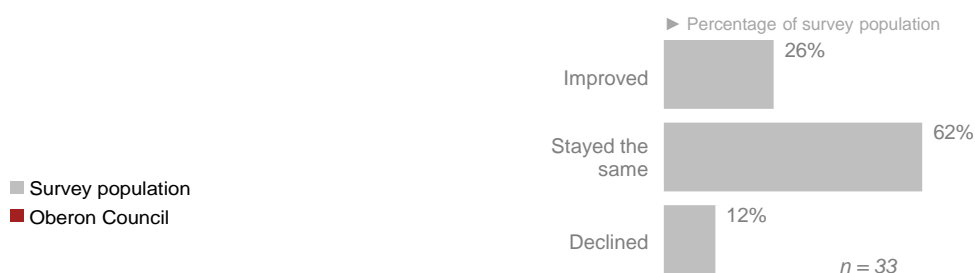 ► Percentage of survey population
Improved
26%
Stayed the
same
62%
Survey population
Oberon Council
Declined
12%
n = 33